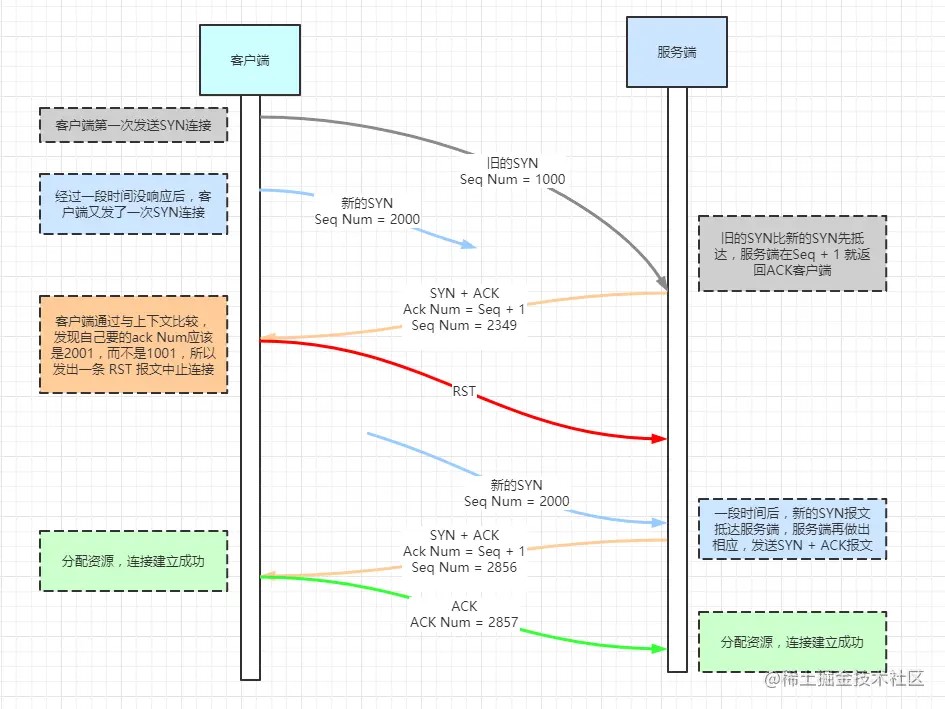 客户端
服务端
客户端第一次发送SYN连接
旧的SYN
Seq Num = 1000
经过一段时间没响应后，客
户端又发了一次SYN连接
新的SYN
Seq Num = 2000
旧的SYN比新的SYN先抵
达，服务端在Seq + 1 就返
回ACK客户端
SYN + ACK
Ack Num = Seq + 1
Seq Num = 2349
客户端通过与上下文比较，
发现自己要的ack Num应该
是2001，而不是1001，所以
发出一条 RST 报文中止连接
RST
新的SYN
Seq Num = 2000
一段时间后，新的SYN报文
抵达服务端，服务端再做出
相应，发送SYN + ACK报文
SYN + ACK
Ack Num = Seq + 1
Seq Num = 2856
分配资源，连接建立成功
ACK
ACK Num = 2857
分配资源，连接建立成功
@稀土掘金技术社区